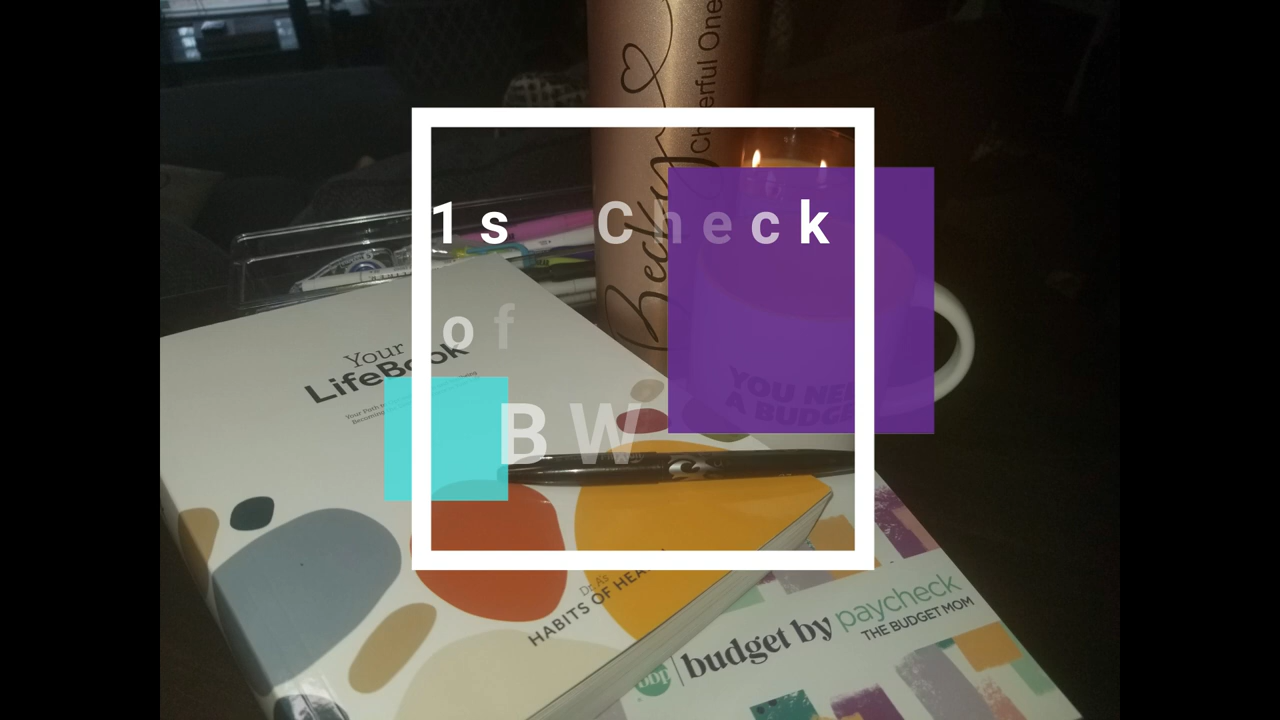 Becky
Cheerful One
1s Check
of
BW
Your
LifeBook
YOU NEED
A BUDGET
Dr. A's
HABITS OF HEA
budget by paycheck
THE BUDGET MOM